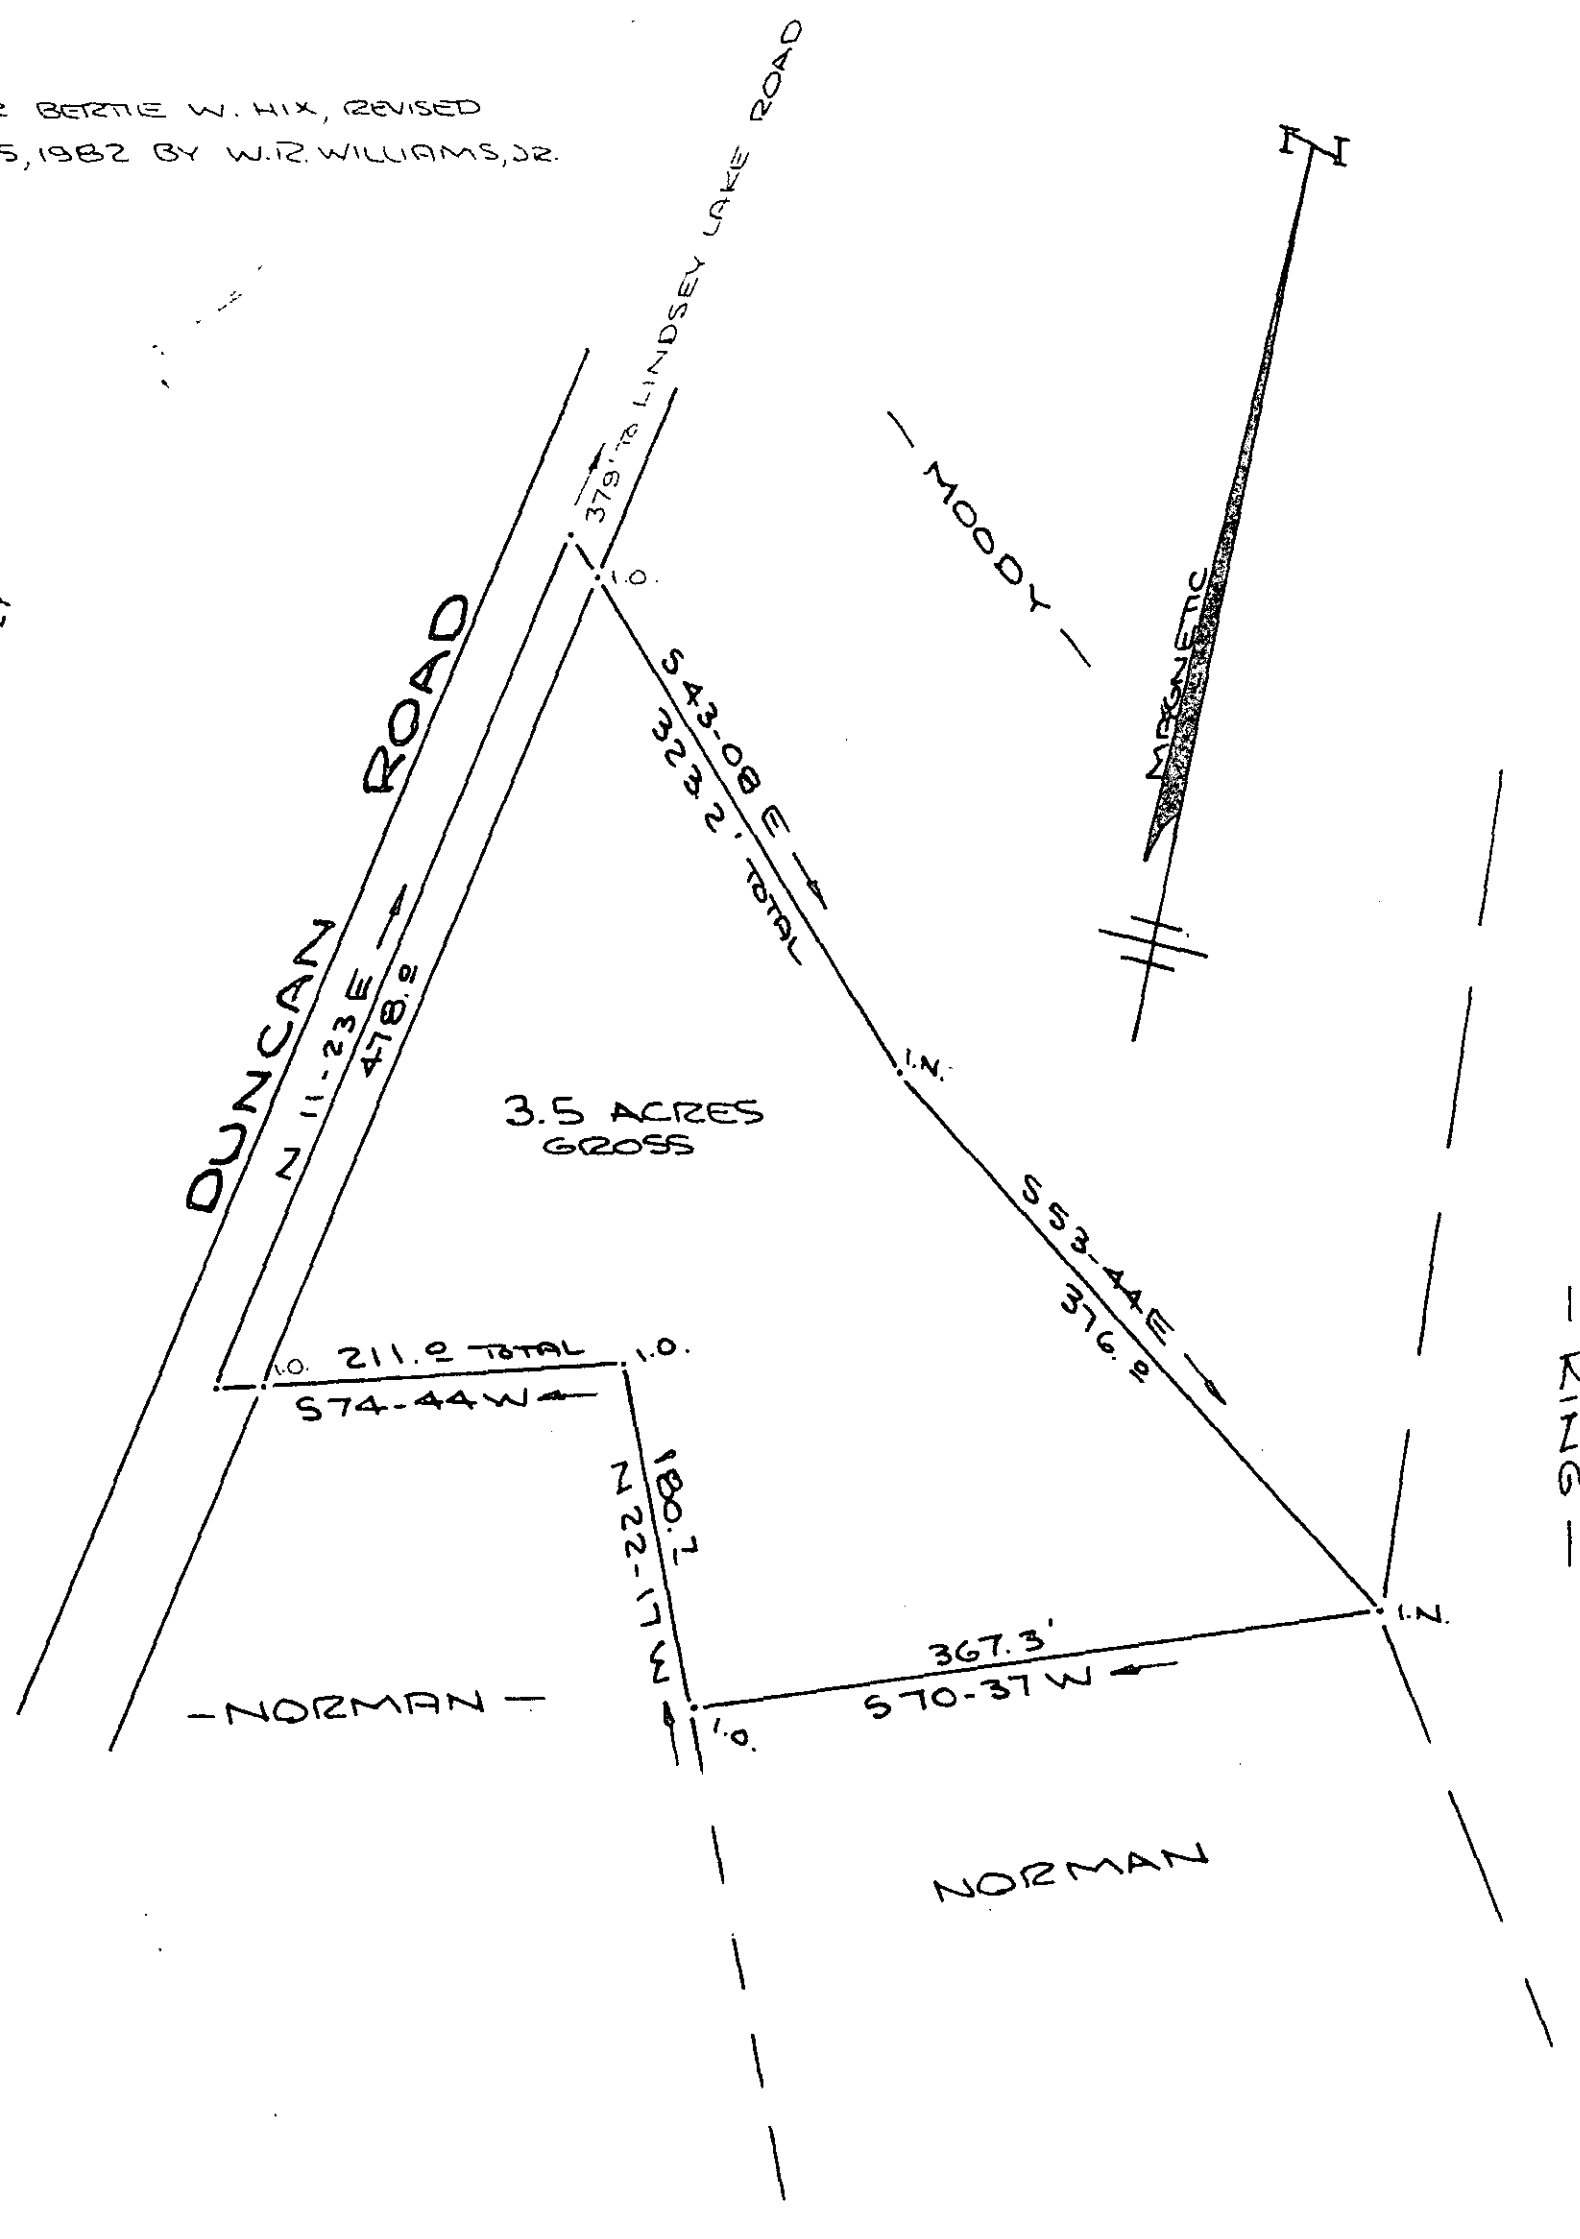 BERTIE W. HIX, REVISED
5, 1982 BY W.R. WILLIAMS, JR.
N
379' TO LINDSEY LAKE ROAD
I.O.
- MOODY -
MAGNETIC
DUNCAN ROAD
N 11-23 E
478.0
S 43-08 E
323.2' TOTAL
I.N.
3.5 ACRES
GROSS
S 53-44 E
376.0
I.O. 211.0 TOTAL I.O.
S 74-44 W
180.7
N 22-17 W
- KING -
I.N.
367.3'
S 70-37 W
I.O.
- NORMAN -
NORMAN